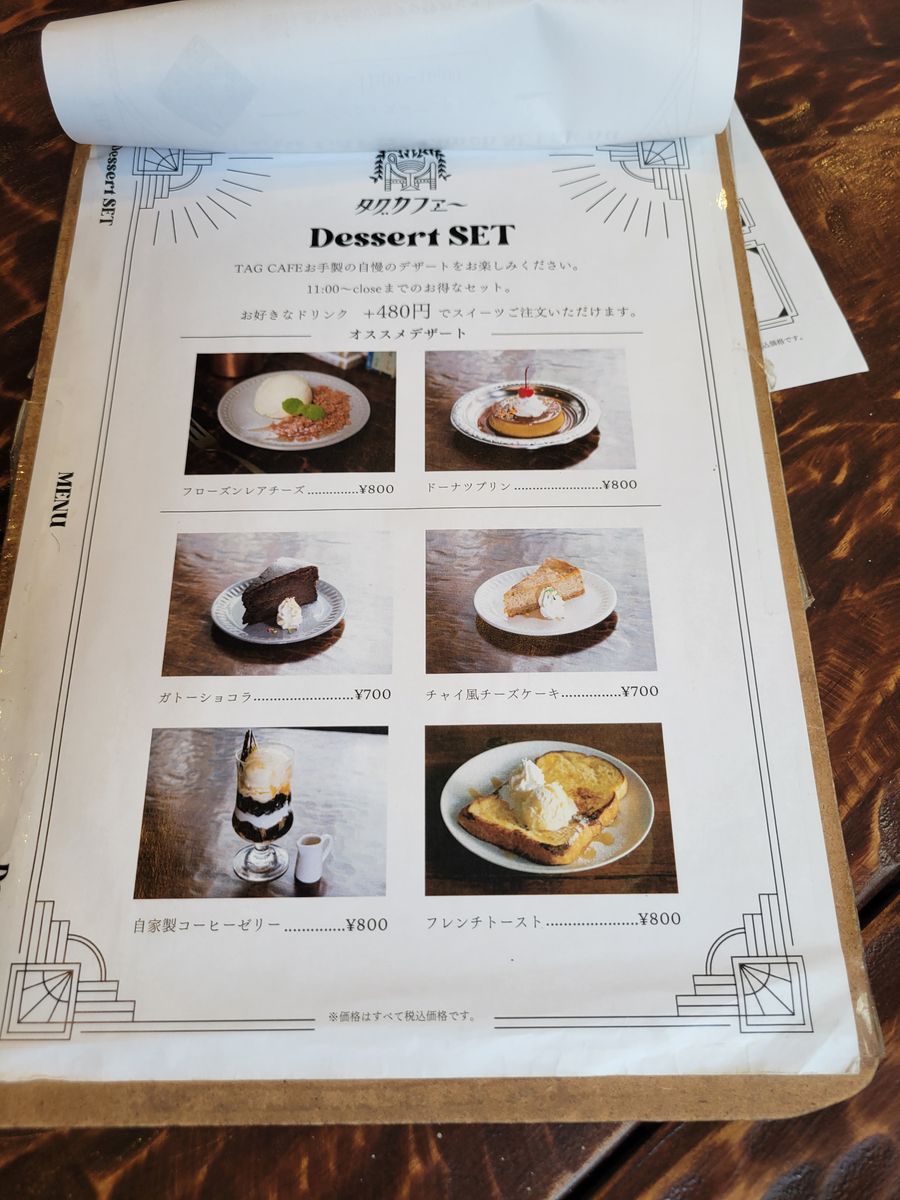 タグカフェー
Dessert SET
TAG CAFEお手製の自慢のデザートをお楽しみください。
11:00〜closeまでのお得なセット。
お好きなドリンク +480円 でスイーツご注文いただけます。
オススメデザート
フローズンレアチーズ..............¥800
ドーナツプリン........................¥800
ガトーショコラ..........................¥700
チャイ風チーズケーキ...............¥700
自家製コーヒーゼリー..............¥800
フレンチトースト.....................¥800
※価格はすべて税込価格です。
Dessert SET
MENU
込価格です。